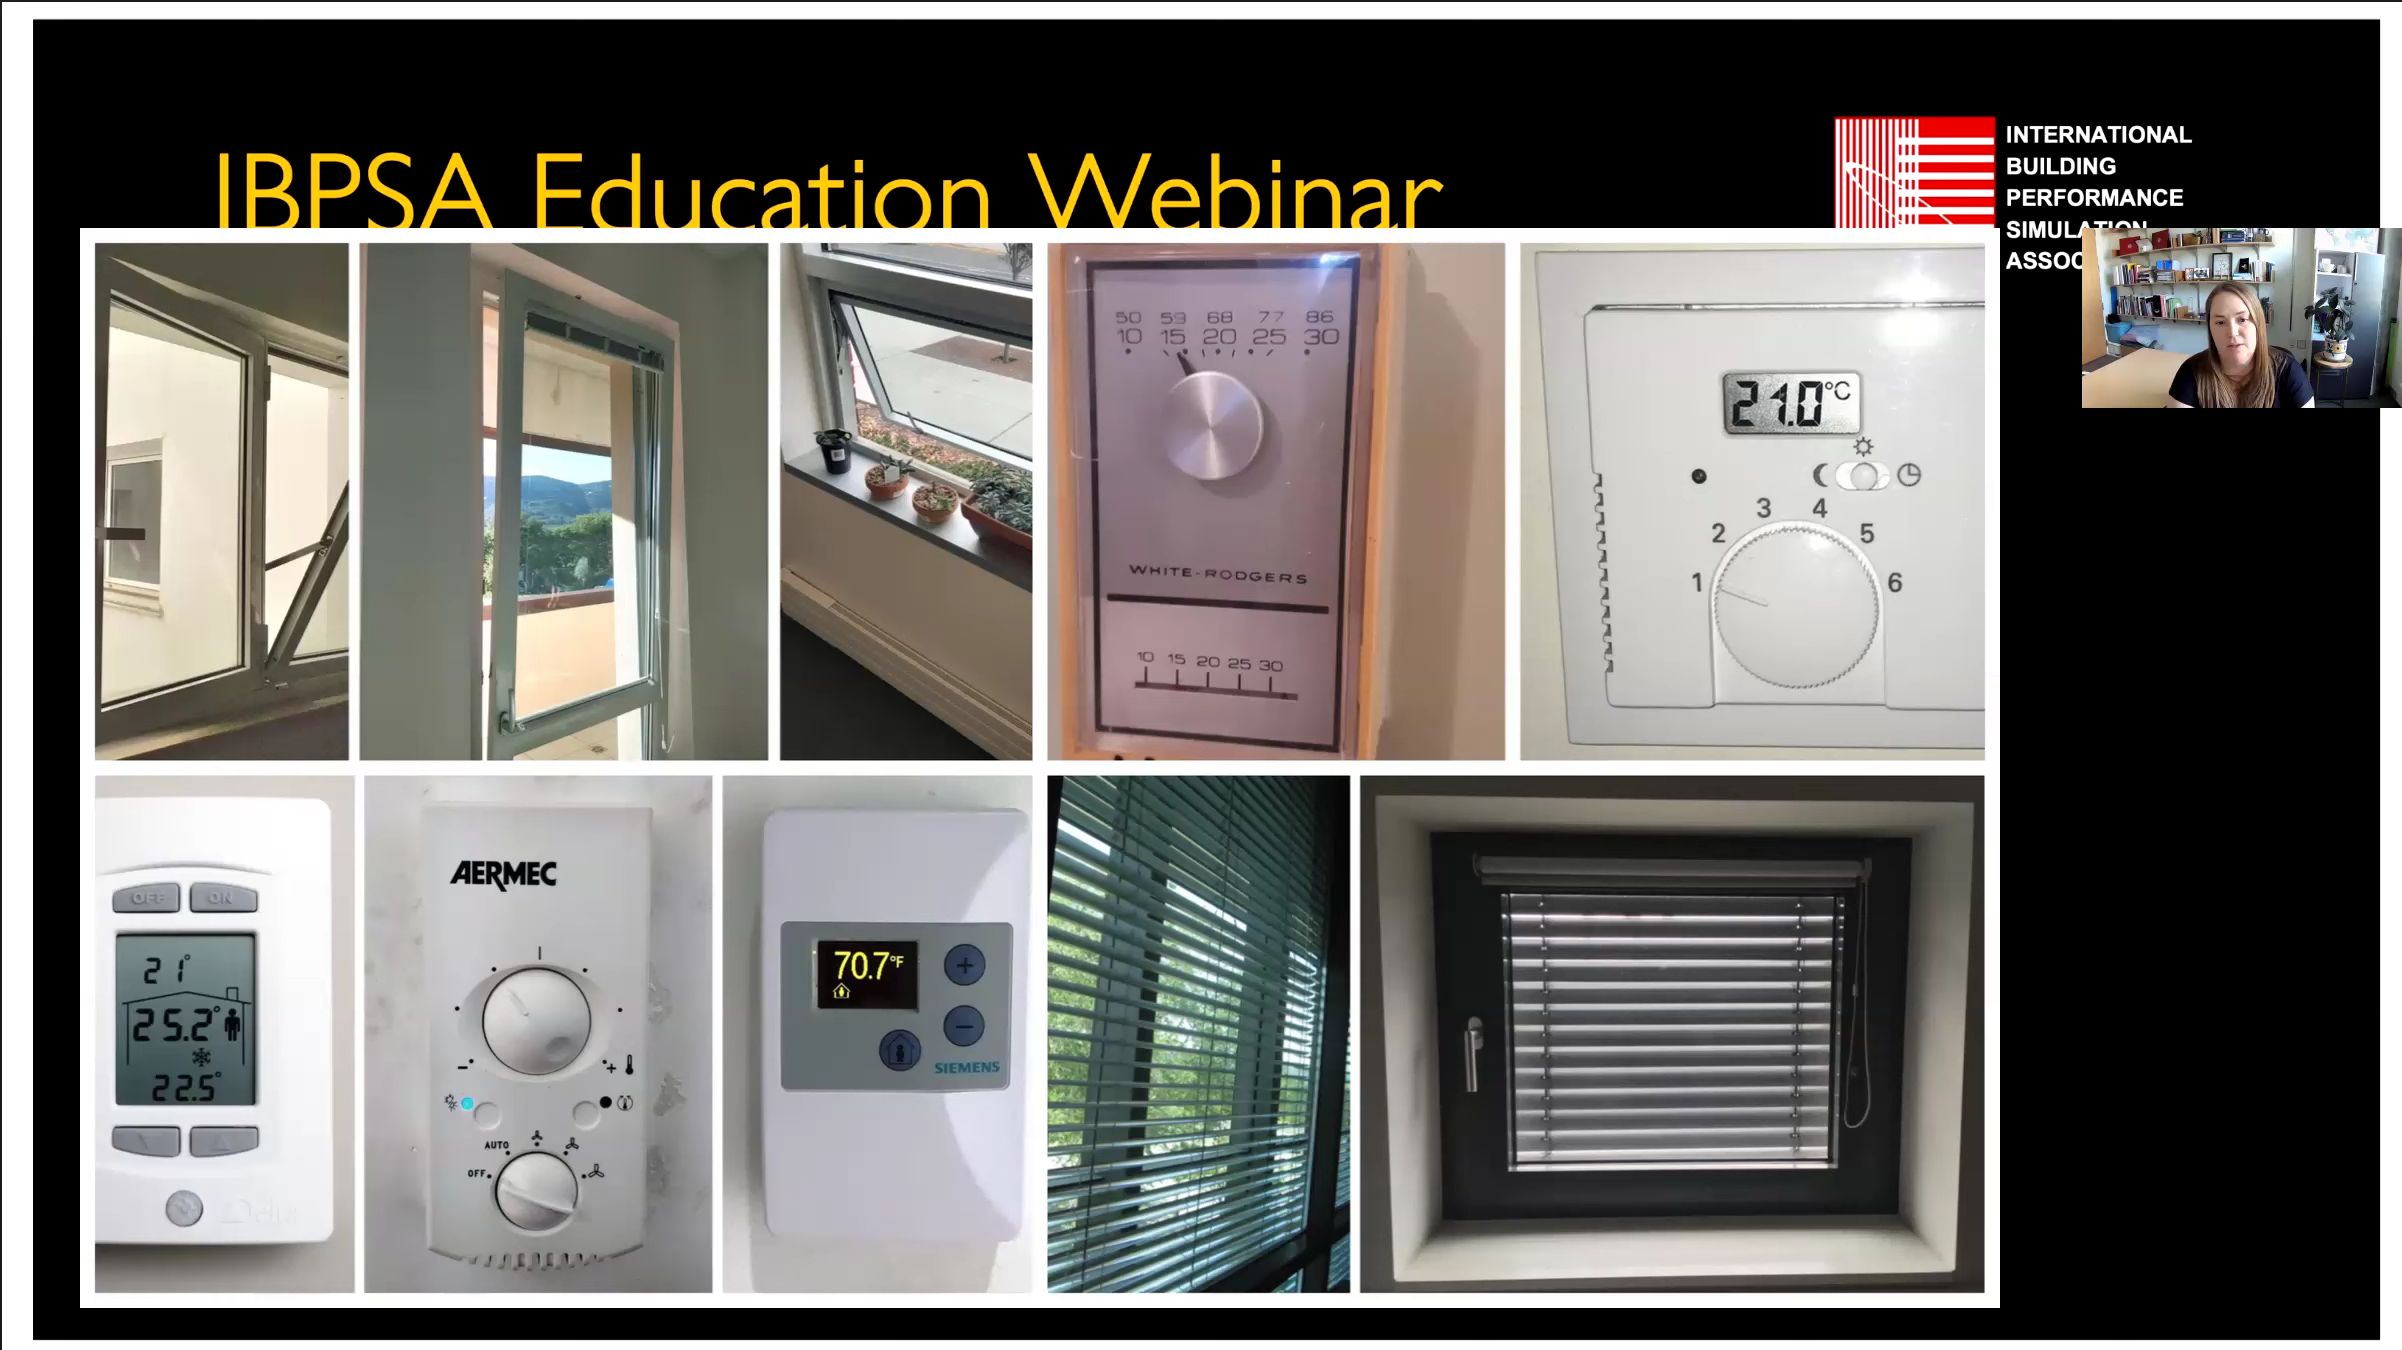 IBPSA Education Webinar
INTERNATIONAL
BUILDING
PERFORMANCE
SIMULATION
50 59 68 77 86
10 15 20 25 30
WHITE-RODGERS
10 15 20 25 30
21.0°C
1 2 3 4 5 6
OFF ON
21°
25.2°
22.5°
AERMEC
- +
AUTO
OFF
70.7°F
+
-
SIEMENS